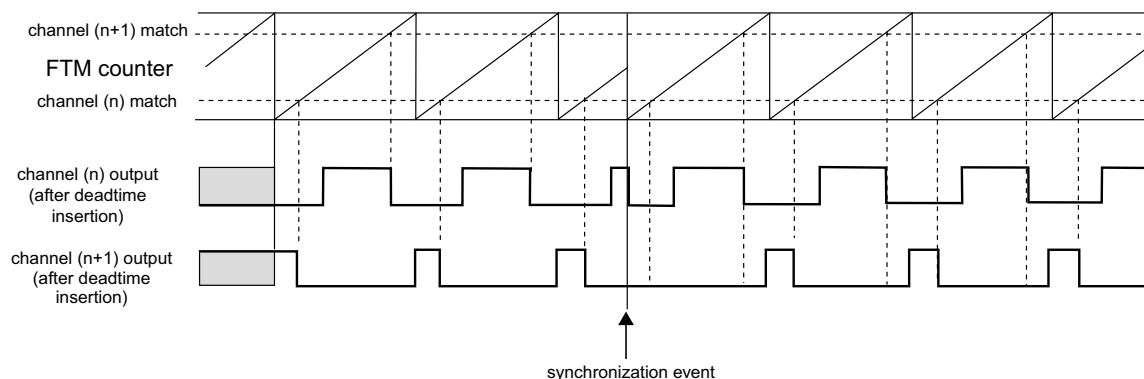 channel (n+1) match
FTM counter
channel (n) match
channel (n) output
(after deadtime
insertion)
channel (n+1) output
(after deadtime
insertion)
synchronization event